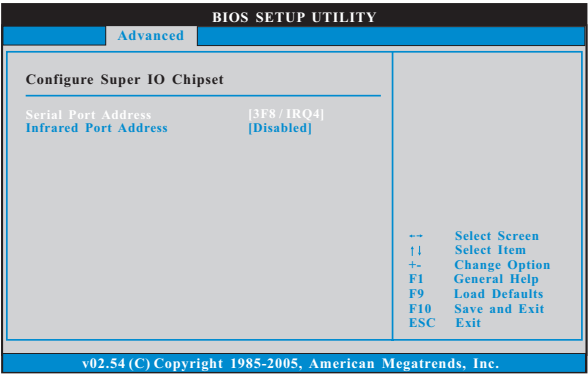 BIOS SETUP UTILITY
Advanced
Configure Super IO Chipset
Serial Port Address [3F8 / IRQ4]
Infrared Port Address [Disabled]
←→ Select Screen
↑↓ Select Item
+- Change Option
F1 General Help
F9 Load Defaults
F10 Save and Exit
ESC Exit
v02.54 (C) Copyright 1985-2005, American Megatrends, Inc.